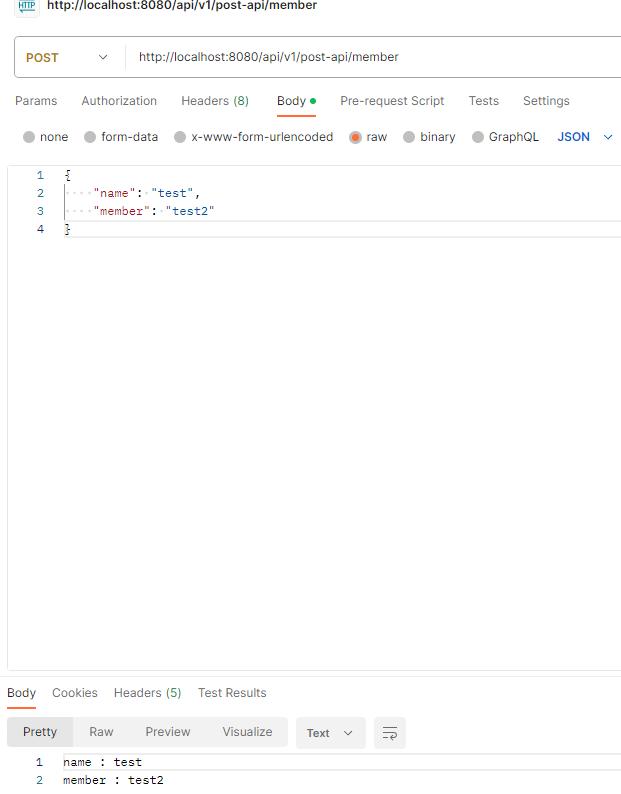 HTTP http://localhost:8080/api/v1/post-api/member
POST http://localhost:8080/api/v1/post-api/member
Params Authorization Headers (8) Body Pre-request Script Tests Settings
none form-data x-www-form-urlencoded raw binary GraphQL JSON
1 {
2 "name": "test",
3 "member": "test2"
4 }
Body Cookies Headers (5) Test Results
Pretty Raw Preview Visualize Text
1 name : test
2 member : test2